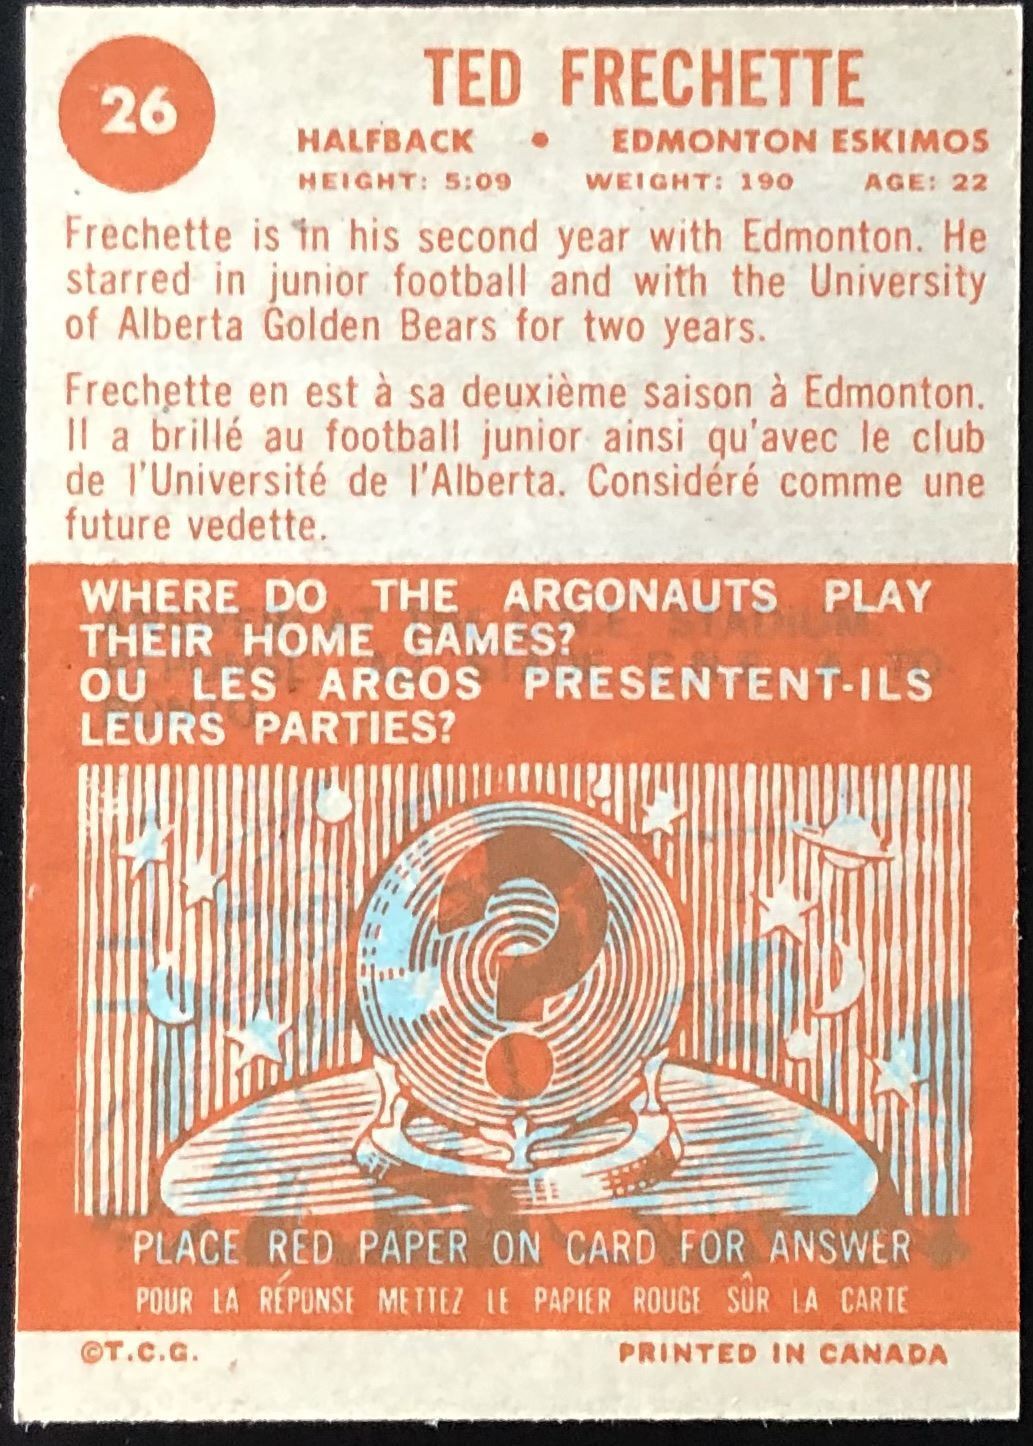 26
TED FRECHETTE
HALFBACK • EDMONTON ESKIMOS
HEIGHT: 5:09 WEIGHT: 190 AGE: 22
Frechette is in his second year with Edmonton. He
starred in junior football and with the University
of Alberta Golden Bears for two years.
Frechette en est à sa deuxième saison à Edmonton.
Il a brillé au football junior ainsi qu'avec le club
de l'Université de l'Alberta. Considéré comme une
future vedette.
WHERE DO THE ARGONAUTS PLAY
THEIR HOME GAMES?
OU LES ARGOS PRESENTENT-ILS
LEURS PARTIES?
?
PLACE RED PAPER ON CARD FOR ANSWER
POUR LA RÉPONSE METTEZ LE PAPIER ROUGE SÛR LA CARTE
©T.C.G. PRINTED IN CANADA